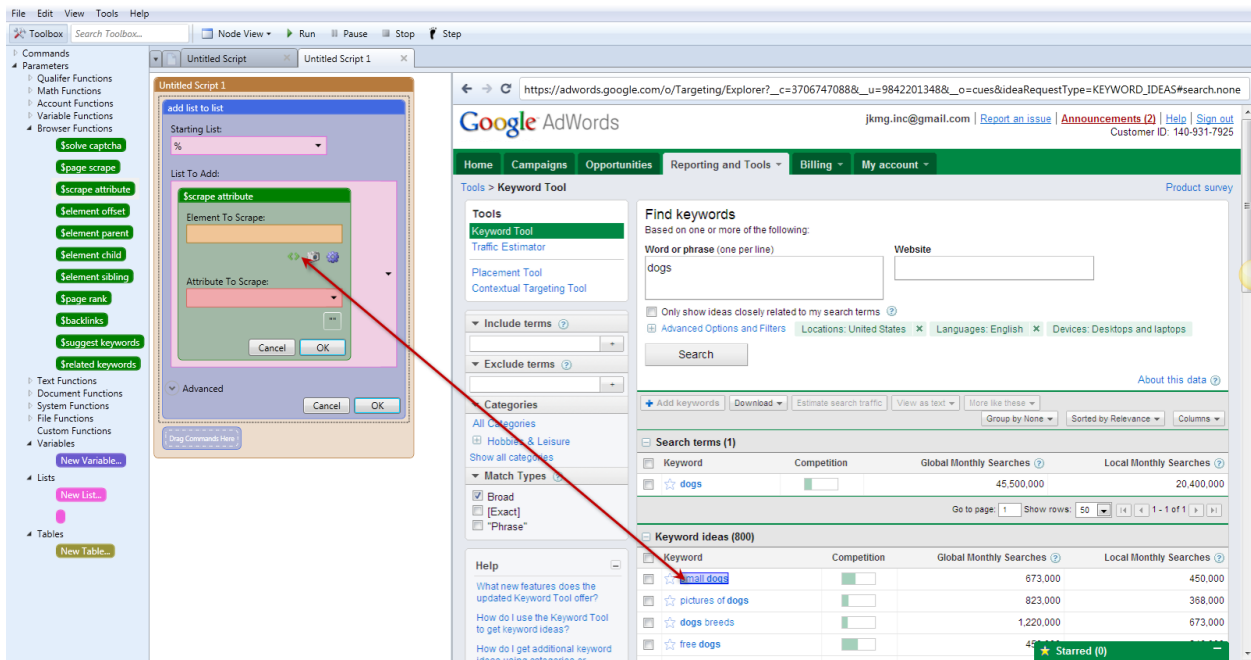 File Edit View Tools Help
Toolbox Search Toolbox... Node View Run Pause Stop Step
Commands
Parameters
Qualifer Functions
Math Functions
Account Functions
Variable Functions
Browser Functions
$solve captcha
$page scrape
$scrape attribute
$element offset
$element parent
$element child
$element sibling
$page rank
$backlinks
$suggest keywords
$related keywords
Text Functions
Document Functions
System Functions
File Functions
Custom Functions
Variables
New Variable...
Lists
New List...
Tables
New Table...
Untitled Script Untitled Script 1
Untitled Script 1
add list to list
Starting List:
%
List To Add:
$scrape attribute
Element To Scrape:
Attribute To Scrape:
""
Cancel OK
Advanced
Cancel OK
Drag Commands Here
https://adwords.google.com/o/Targeting/Explorer?__c=3706747088&__u=9842201348&__o=cues&ideaRequestType=KEYWORD_IDEAS#search.none
Google AdWords
jkmg.inc@gmail.com | Report an issue | Announcements (2) | Help | Sign out
Customer ID: 140-931-7925
Home Campaigns Opportunities Reporting and Tools Billing My account
Tools > Keyword Tool Product survey
Tools
Keyword Tool
Traffic Estimator
Placement Tool
Contextual Targeting Tool
Include terms ?
+
Exclude terms ?
+
Categories
All Categories
Hobbies & Leisure
Show all categories
Match Types ?
Broad
[Exact]
"Phrase"
Help
What new features does the
updated Keyword Tool offer?
How do I use the Keyword Tool
to get keyword ideas?
How do I get additional keyword
ideas using categories or
Find keywords
Based on one or more of the following:
Word or phrase (one per line) Website
dogs
Only show ideas closely related to my search terms ?
Advanced Options and Filters Locations: United States × Languages: English × Devices: Desktops and laptops
Search
About this data ?
Add keywords Download Estimate search traffic View as text More like these
Group by None Sorted by Relevance Columns
Search terms (1)
Keyword Competition Global Monthly Searches ? Local Monthly Searches ?
dogs 45,500,000 20,400,000
Go to page: 1 Show rows: 50 1 - 1 of 1
Keyword ideas (800)
Keyword Competition Global Monthly Searches ? Local Monthly Searches ?
small dogs 673,000 450,000
pictures of dogs 823,000 368,000
dogs breeds 1,220,000 673,000
free dogs
Starred (0)